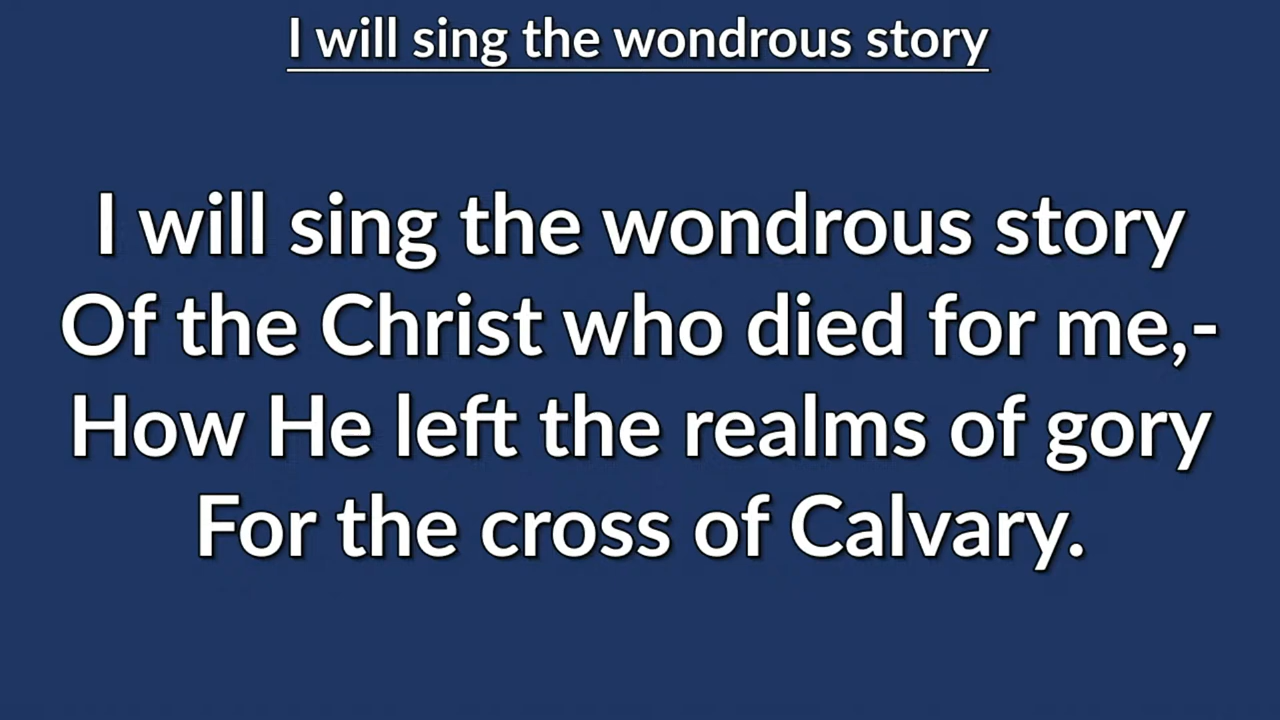 I will sing the wondrous story
I will sing the wondrous story
Of the Christ who died for me,-
How He left the realms of gory
For the cross of Calvary.